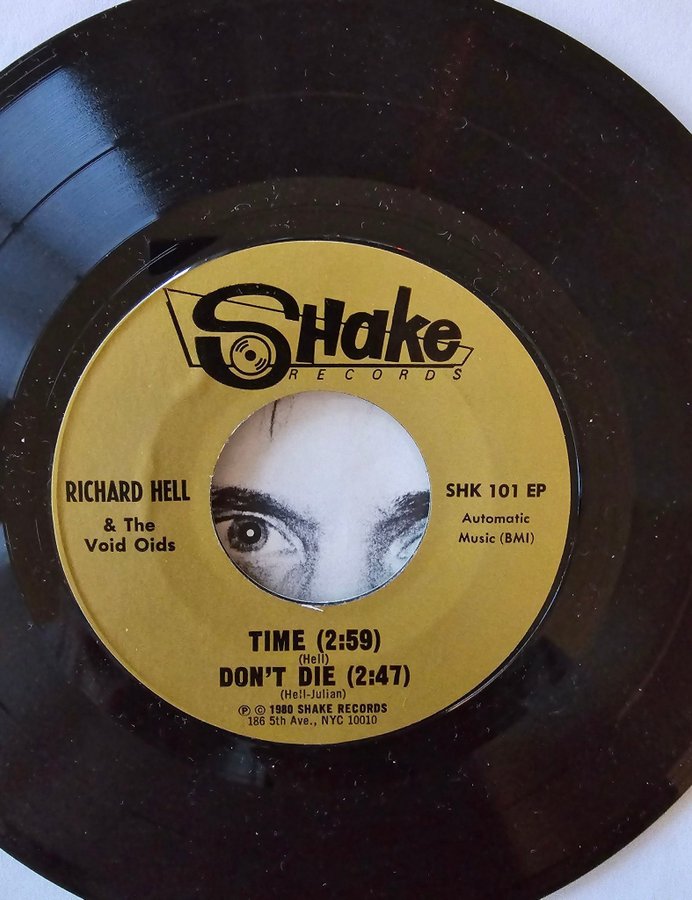 Shake
RECORDS
RICHARD HELL
& The
Void Oids
SHK 101 EP
Automatic
Music (BMI)
TIME (2:59)
(Hell)
DON'T DIE (2:47)
(Hell-Julian)
Ⓟ © 1980 SHAKE RECORDS
186 5th Ave., NYC 10010